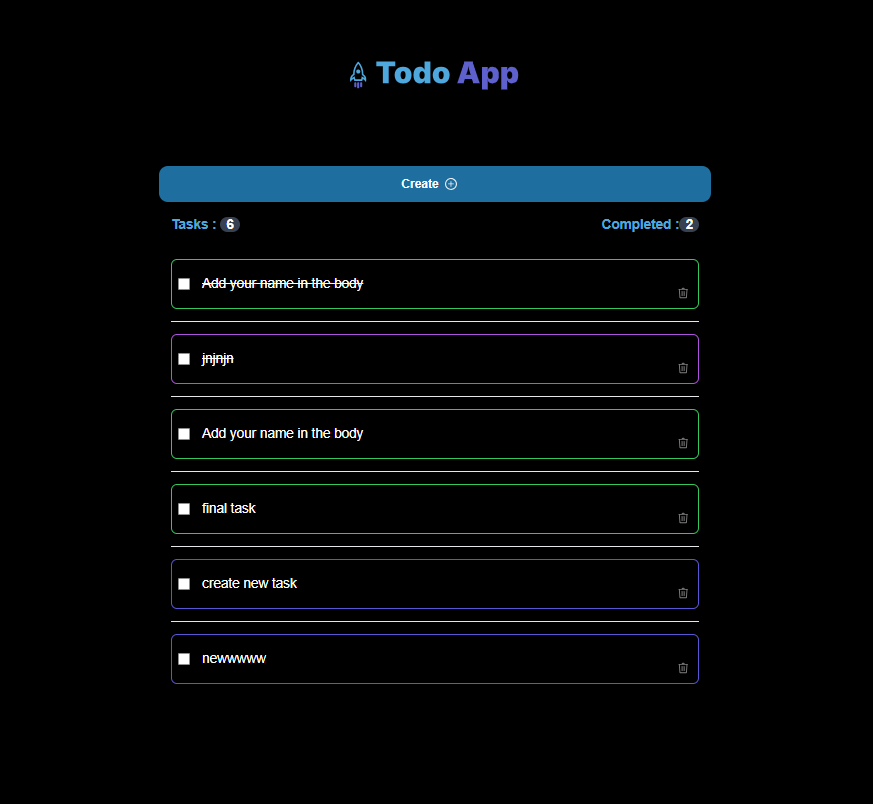 Todo App
Create
Tasks : 6
Completed : 2
Add your name in the body
jnjnjn
Add your name in the body
final task
create new task
newwwww